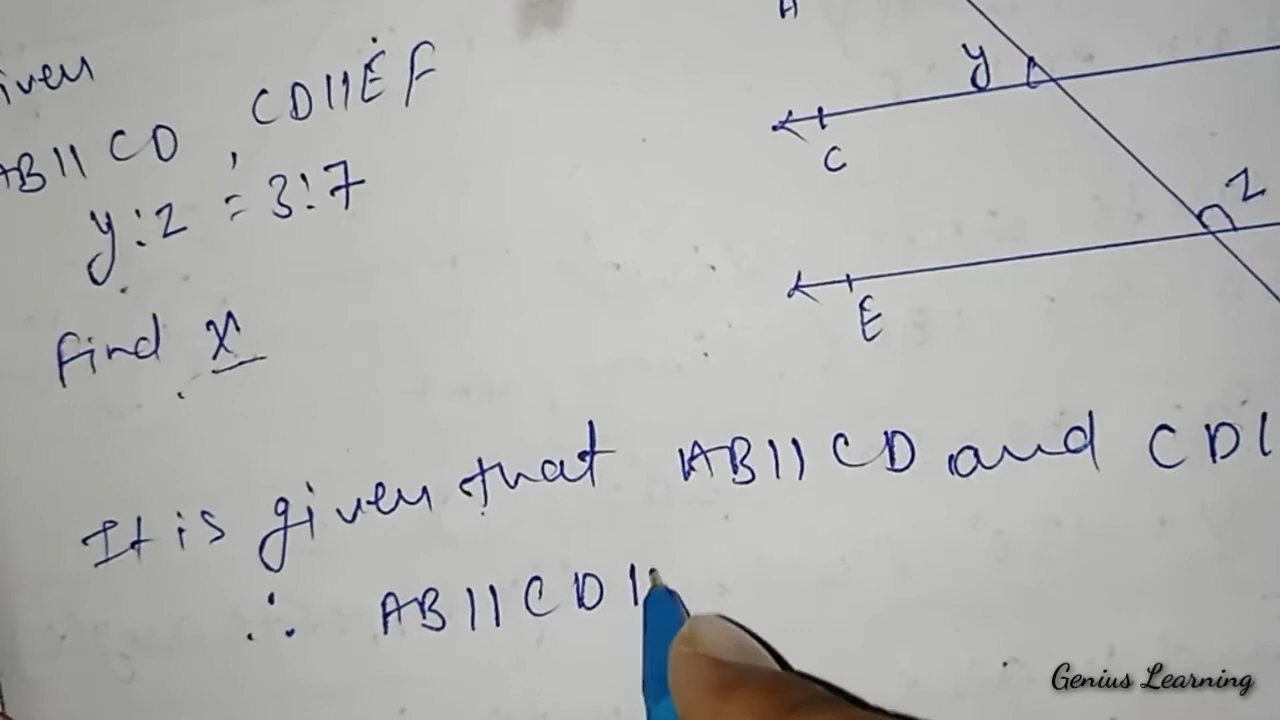 iven
AB || CD , CD || EF
y : z = 3 : 7
Find x
A
y
C
z
E
It is given that AB || CD and CD |
∴ AB || CD |
Genius Learning